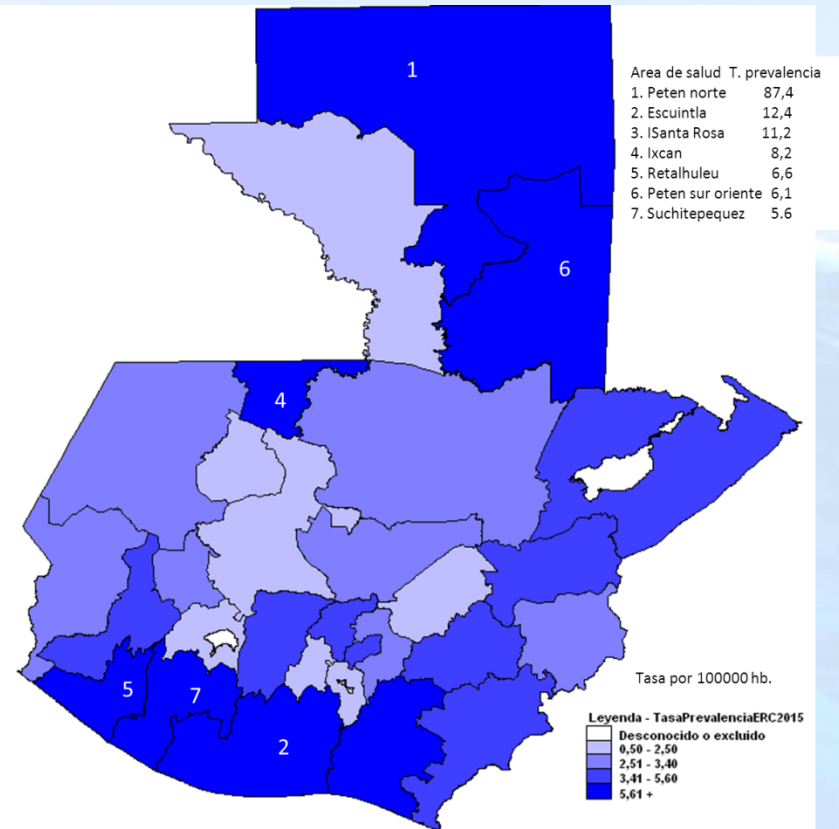 1
Area de salud T. prevalencia
1. Peten norte 87,4
2. Escuintla 12,4
3. ISanta Rosa 11,2
4. Ixcan 8,2
5. Retalhuleu 6,6
6. Peten sur oriente 6,1
7. Suchitepequez 5.6
6
4
5
7
2
Tasa por 100000 hb.
Leyenda - TasaPrevalenciaERC2015
Desconocido o excluido
0,50 - 2,50
2,51 - 3,40
3,41 - 5,60
5,61 +